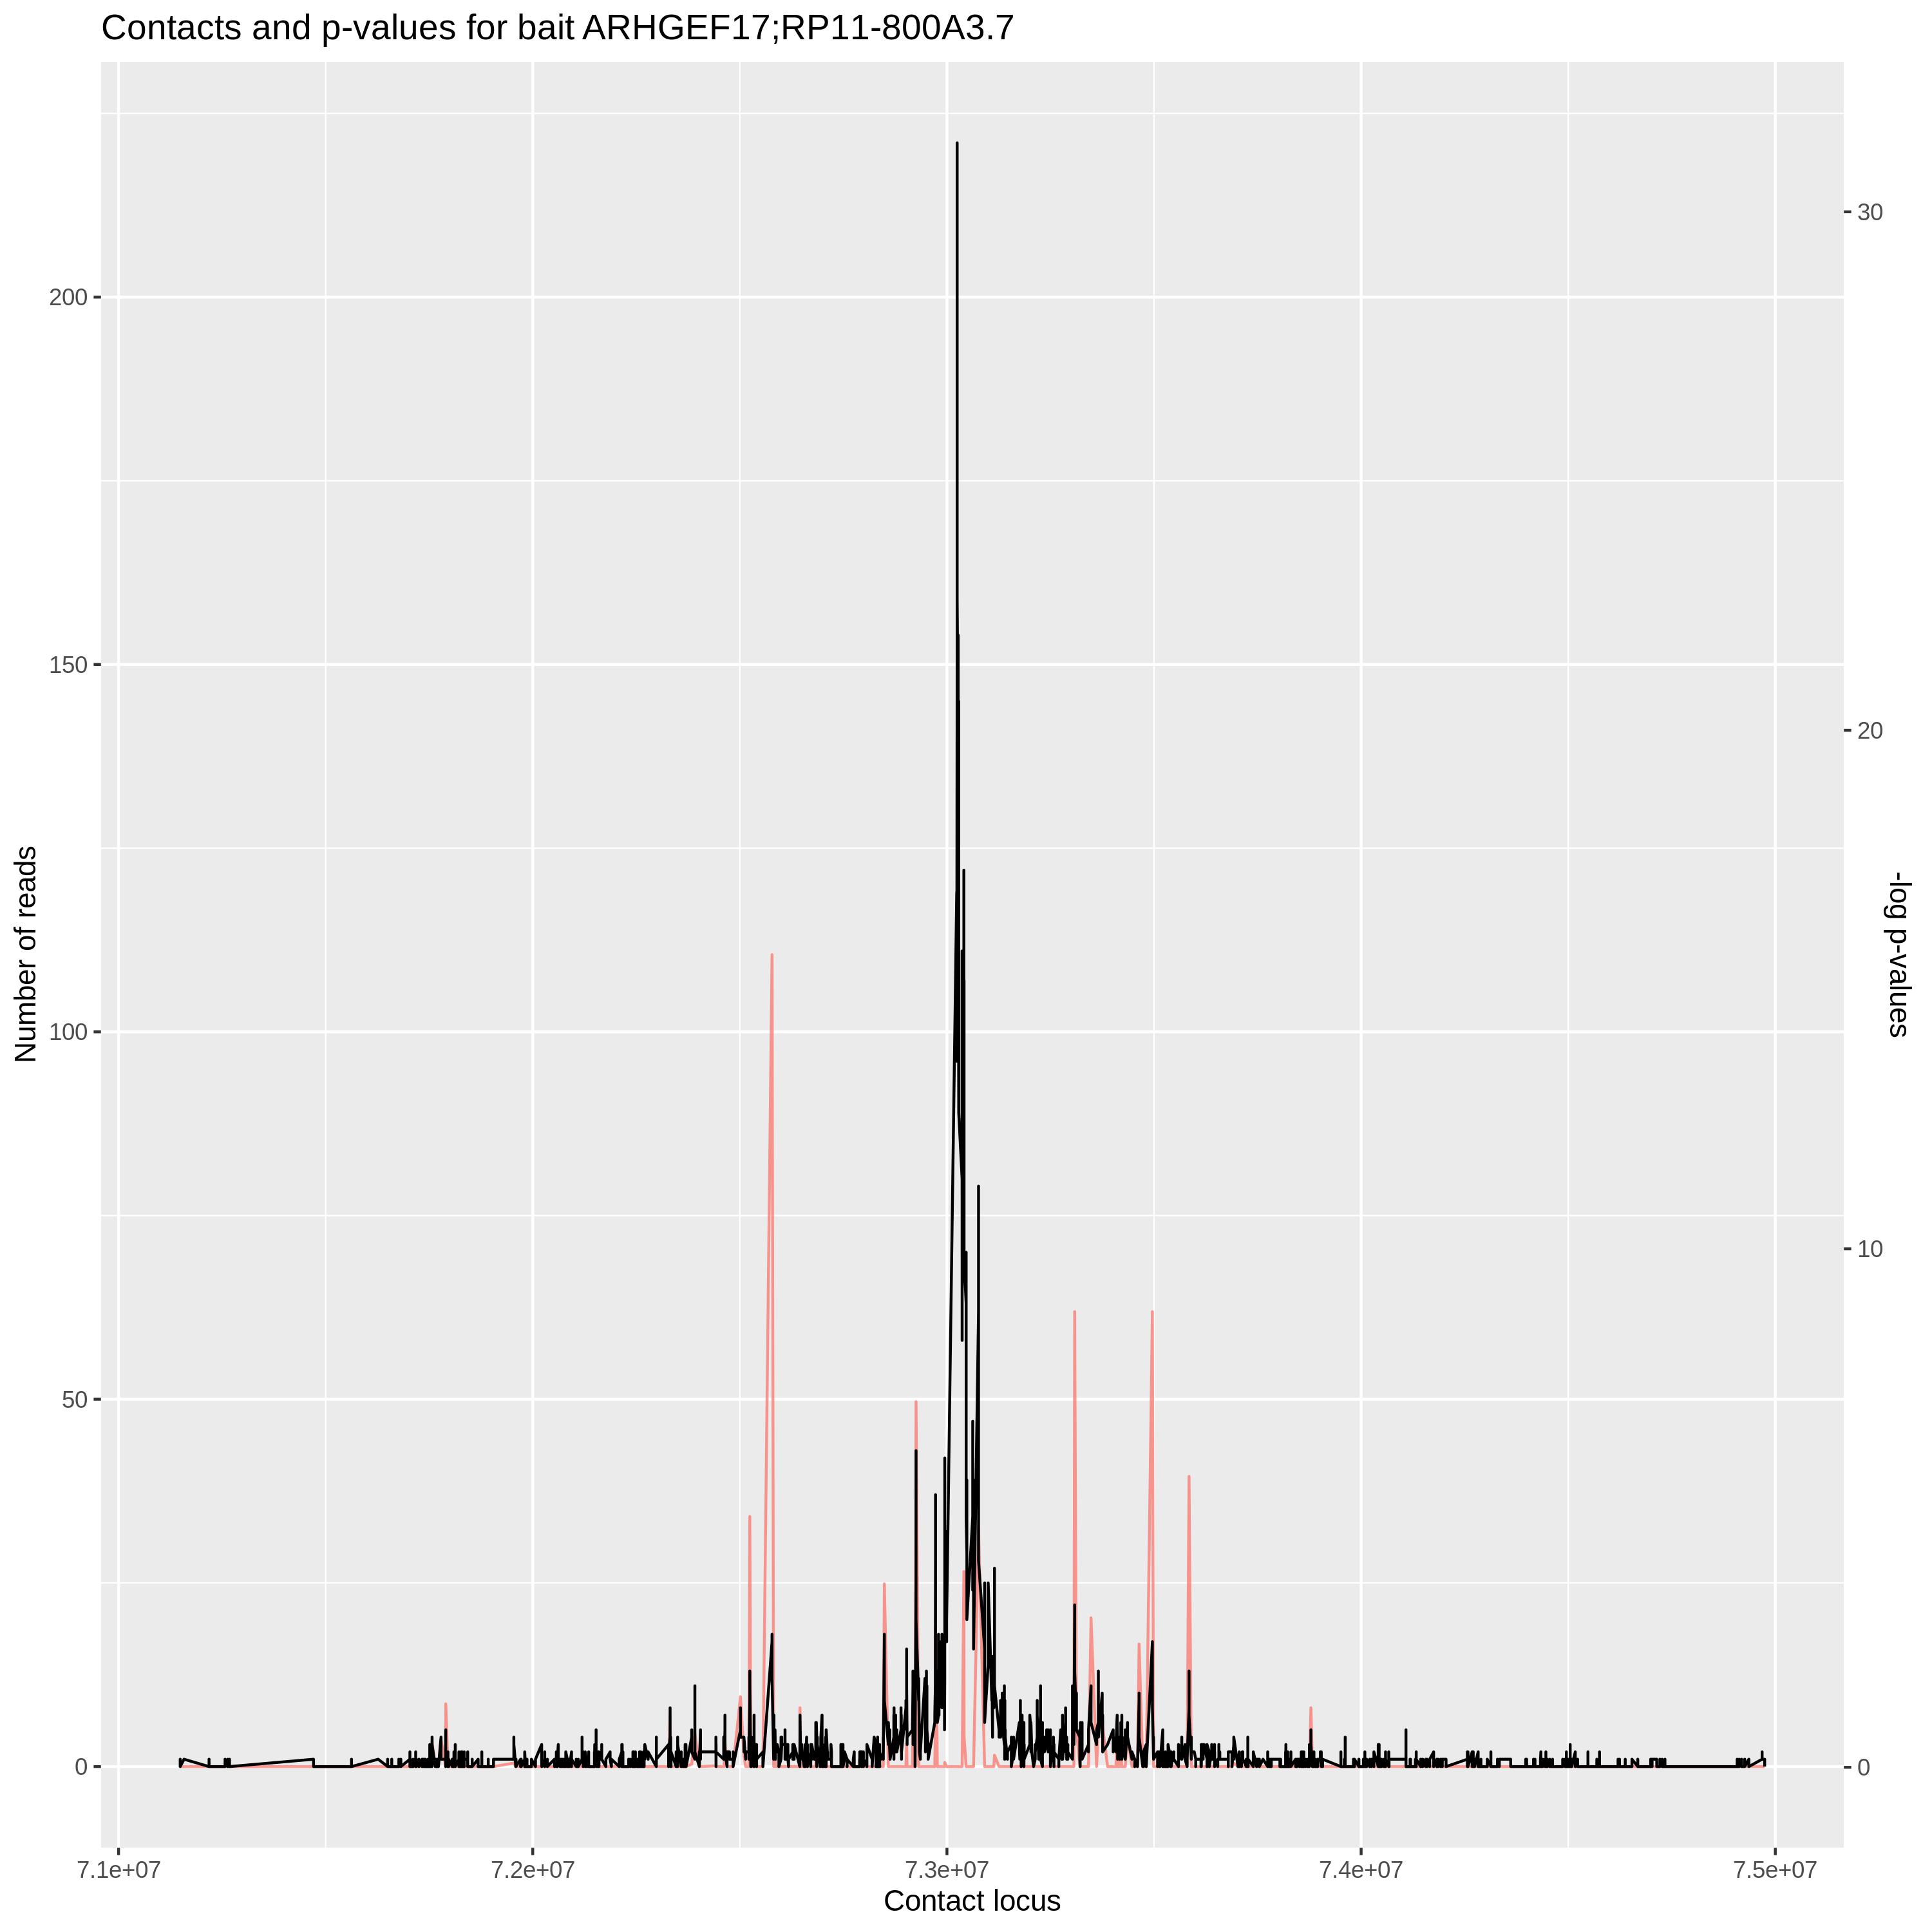 Contacts and p-values for bait ARHGEF17;RP11-800A3.7
200
150
100
50
0
Number of reads
30
20
10
0
-log p-values
7.1e+07 7.2e+07 7.3e+07 7.4e+07 7.5e+07
Contact locus